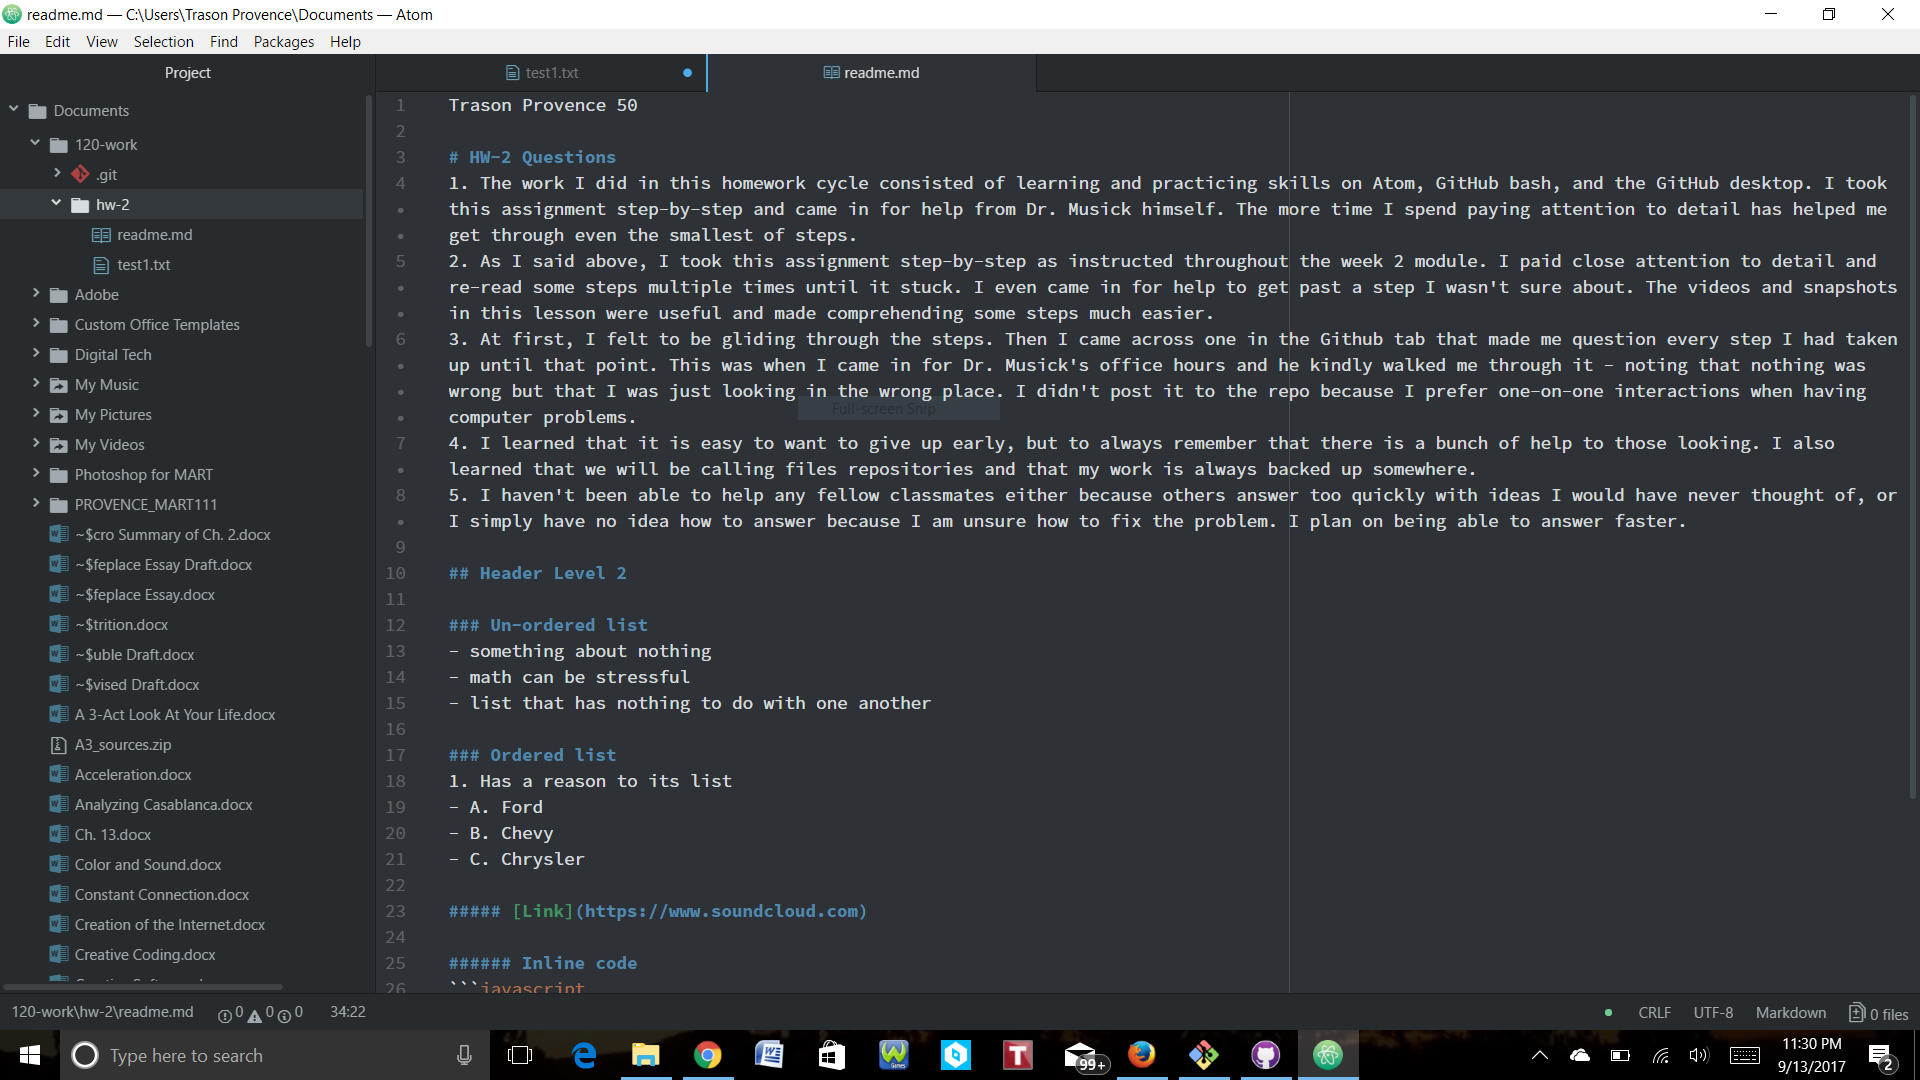 readme.md — C:\Users\Trason Provence\Documents — Atom
File Edit View Selection Find Packages Help
Project
test1.txt
readme.md
Documents
120-work
.git
hw-2
readme.md
test1.txt
Adobe
Custom Office Templates
Digital Tech
My Music
My Pictures
My Videos
Photoshop for MART
PROVENCE_MART111
~$cro Summary of Ch. 2.docx
~$feplace Essay Draft.docx
~$feplace Essay.docx
~$trition.docx
~$uble Draft.docx
~$vised Draft.docx
A 3-Act Look At Your Life.docx
A3_sources.zip
Acceleration.docx
Analyzing Casablanca.docx
Ch. 13.docx
Color and Sound.docx
Constant Connection.docx
Creation of the Internet.docx
Creative Coding.docx
1 Trason Provence 50
2
3 # HW-2 Questions
4 1. The work I did in this homework cycle consisted of learning and practicing skills on Atom, GitHub bash, and the GitHub desktop. I took
• this assignment step-by-step and came in for help from Dr. Musick himself. The more time I spend paying attention to detail has helped me
• get through even the smallest of steps.
5 2. As I said above, I took this assignment step-by-step as instructed throughout the week 2 module. I paid close attention to detail and
• re-read some steps multiple times until it stuck. I even came in for help to get past a step I wasn't sure about. The videos and snapshots
• in this lesson were useful and made comprehending some steps much easier.
6 3. At first, I felt to be gliding through the steps. Then I came across one in the Github tab that made me question every step I had taken
• up until that point. This was when I came in for Dr. Musick's office hours and he kindly walked me through it - noting that nothing was
• wrong but that I was just looking in the wrong place. I didn't post it to the repo because I prefer one-on-one interactions when having
Full-screen Snip
• computer problems.
7 4. I learned that it is easy to want to give up early, but to always remember that there is a bunch of help to those looking. I also
• learned that we will be calling files repositories and that my work is always backed up somewhere.
8 5. I haven't been able to help any fellow classmates either because others answer too quickly with ideas I would have never thought of, or
• I simply have no idea how to answer because I am unsure how to fix the problem. I plan on being able to answer faster.
9
10 ## Header Level 2
11
12 ### Un-ordered list
13 - something about nothing
14 - math can be stressful
15 - list that has nothing to do with one another
16
17 ### Ordered list
18 1. Has a reason to its list
19 - A. Ford
20 - B. Chevy
21 - C. Chrysler
22
23 ##### [Link](https://www.soundcloud.com)
24
25 ###### Inline code
26 ```javascript
120-work\hw-2\readme.md 0 0 0 34:22
CRLF UTF-8 Markdown 0 files
Type here to search
99+
11:30 PM
9/13/2017
2